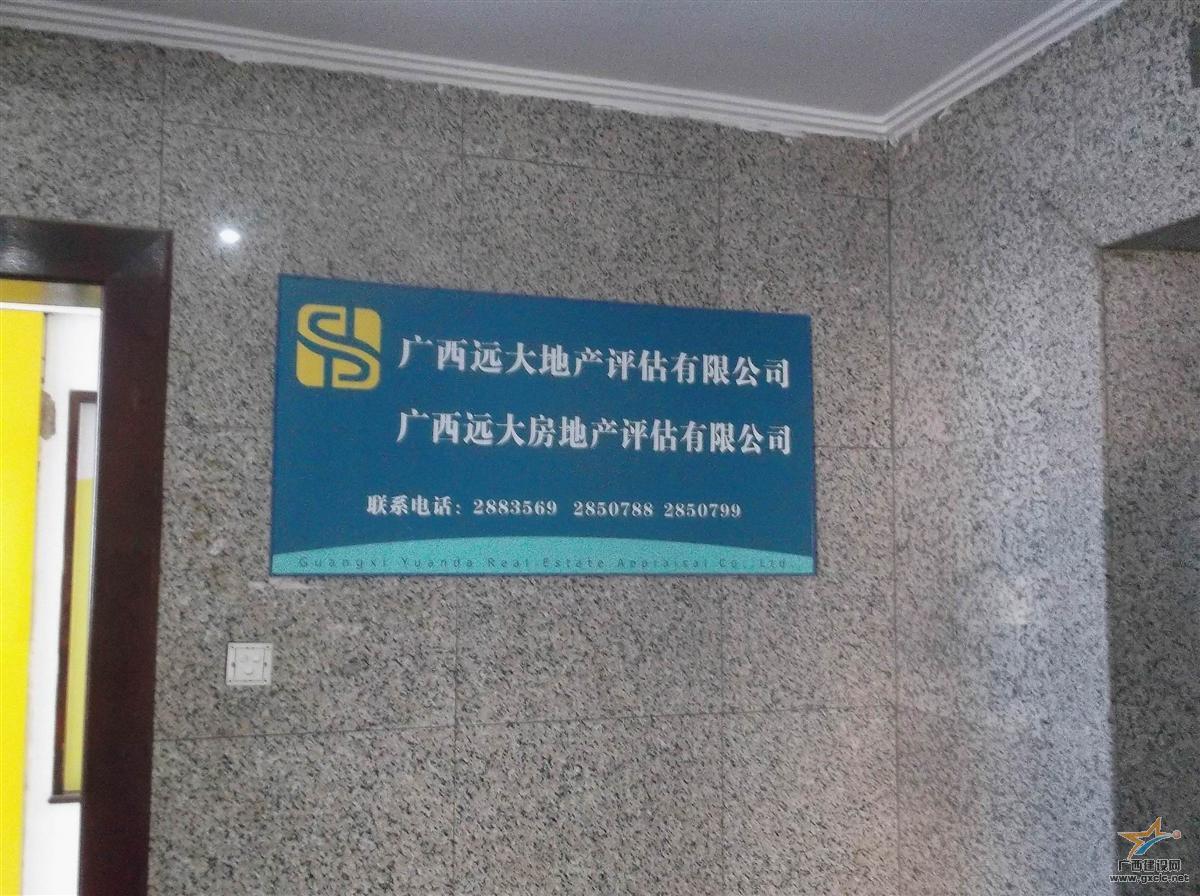 广西远大地产评估有限公司
广西远大房地产评估有限公司
联系电话：2883569 2850788 2850799
Guangxi Yuanda Real Estate Appraisal Co.,Ltd
广西建设网
www.gxcic.net